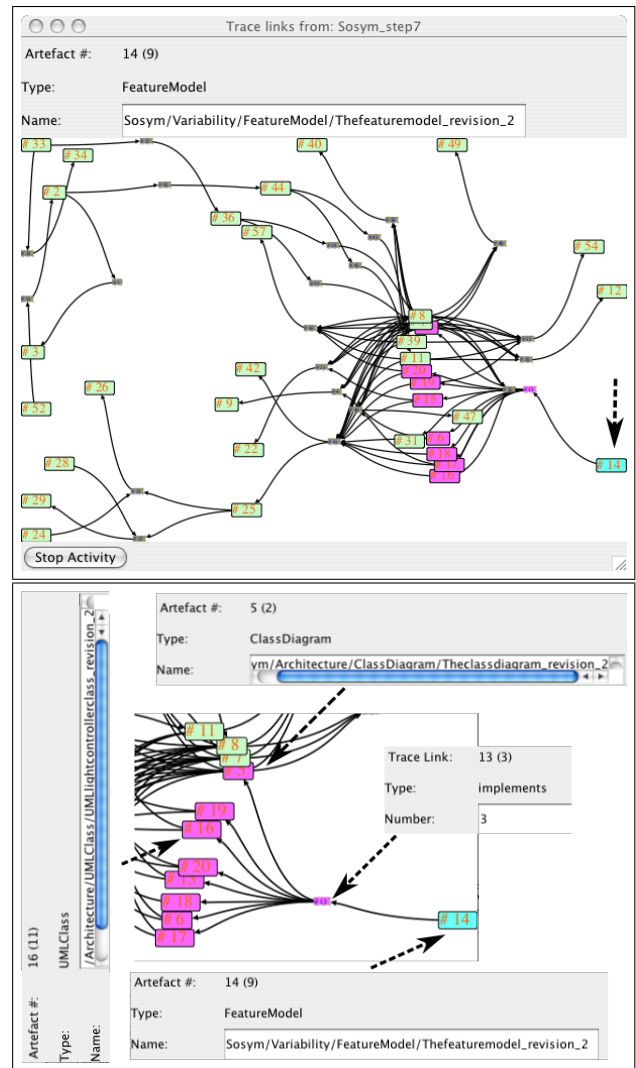 Trace links from: Sosym_step7
Artefact #: 14 (9)
Type: FeatureModel
Name: Sosym/Variability/FeatureModel/Thefeaturemodel_revision_2
# 33
# 34
# 40
# 49
# 2
# 44
# 36
# 57
# 54
# 12
# 8
# 39
# 3
# 11
# 42
# 20
# 19
# 26
# 15
# 52
# 9
# 47
# 31
# 6
# 22
# 18
# 28
# 17
# 14
# 16
# 29
# 25
# 24
Stop Activity
Artefact #: 5 (2)
Type: ClassDiagram
Name: ym/Architecture/ClassDiagram/Theclassdiagram_revision_2
Artefact #: 16 (11)
Type: UMLClass
Name: /Architecture/UMLClass/UMLlightcontrollerclass_revision_2
# 11
# 8
# 7
# 5
Trace Link: 13 (3)
Type: implements
Number: 3
# 19
# 16
# 20
# 15
# 18
# 6
# 14
# 17
Artefact #: 14 (9)
Type: FeatureModel
Name: Sosym/Variability/FeatureModel/Thefeaturemodel_revision_2